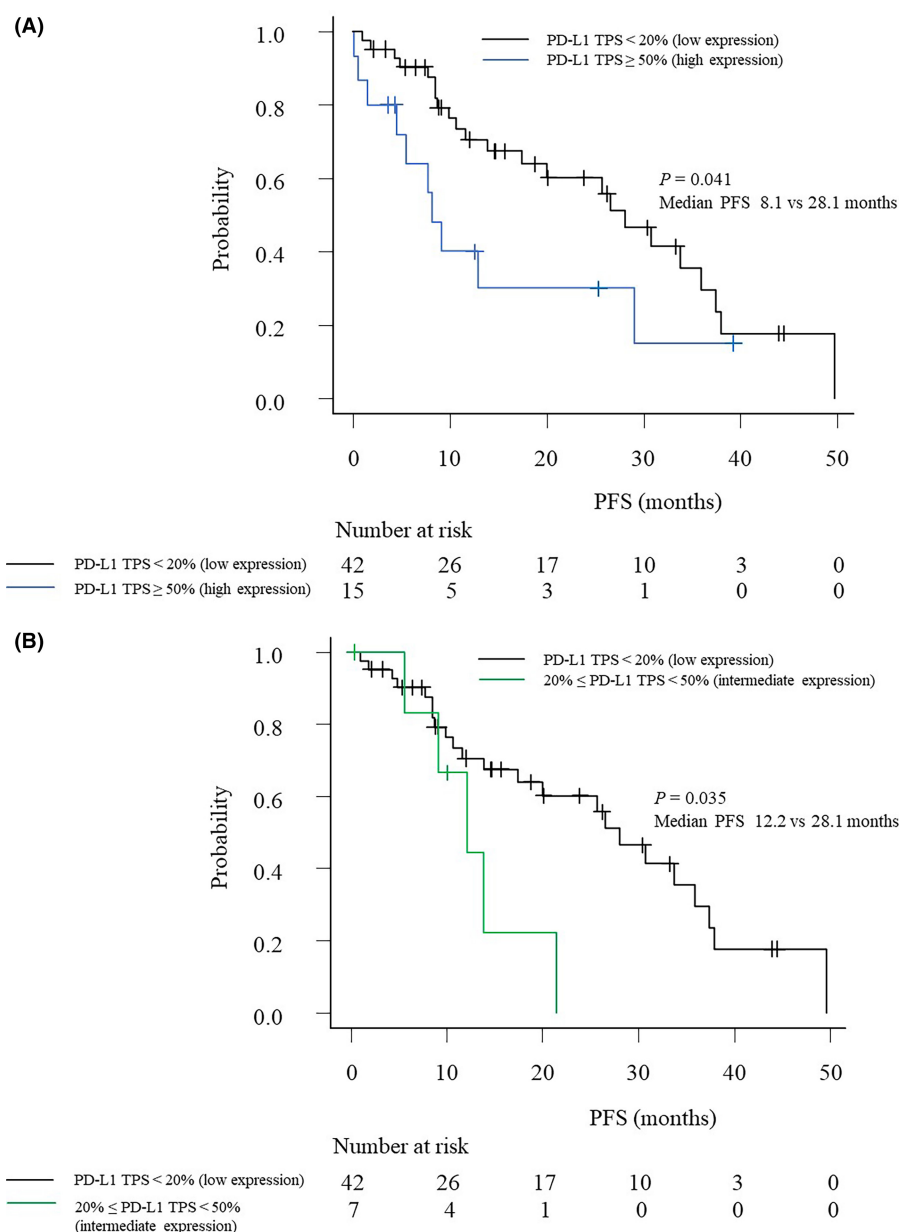 (A)
1.0
0.8
0.6
0.4
0.2
0.0
Probability
PD-L1 TPS < 20% (low expression)
PD-L1 TPS ≥ 50% (high expression)
P = 0.041
Median PFS 8.1 vs 28.1 months
0 10 20 30 40 50
PFS (months)
Number at risk
PD-L1 TPS < 20% (low expression) 42 26 17 10 3 0
PD-L1 TPS ≥ 50% (high expression) 15 5 3 1 0 0
(B)
1.0
0.8
0.6
0.4
0.2
0.0
Probability
PD-L1 TPS < 20% (low expression)
20% ≤ PD-L1 TPS < 50% (intermediate expression)
P = 0.035
Median PFS 12.2 vs 28.1 months
0 10 20 30 40 50
PFS (months)
Number at risk
PD-L1 TPS < 20% (low expression) 42 26 17 10 3 0
20% ≤ PD-L1 TPS < 50% 7 4 1 0 0 0
(intermediate expression)